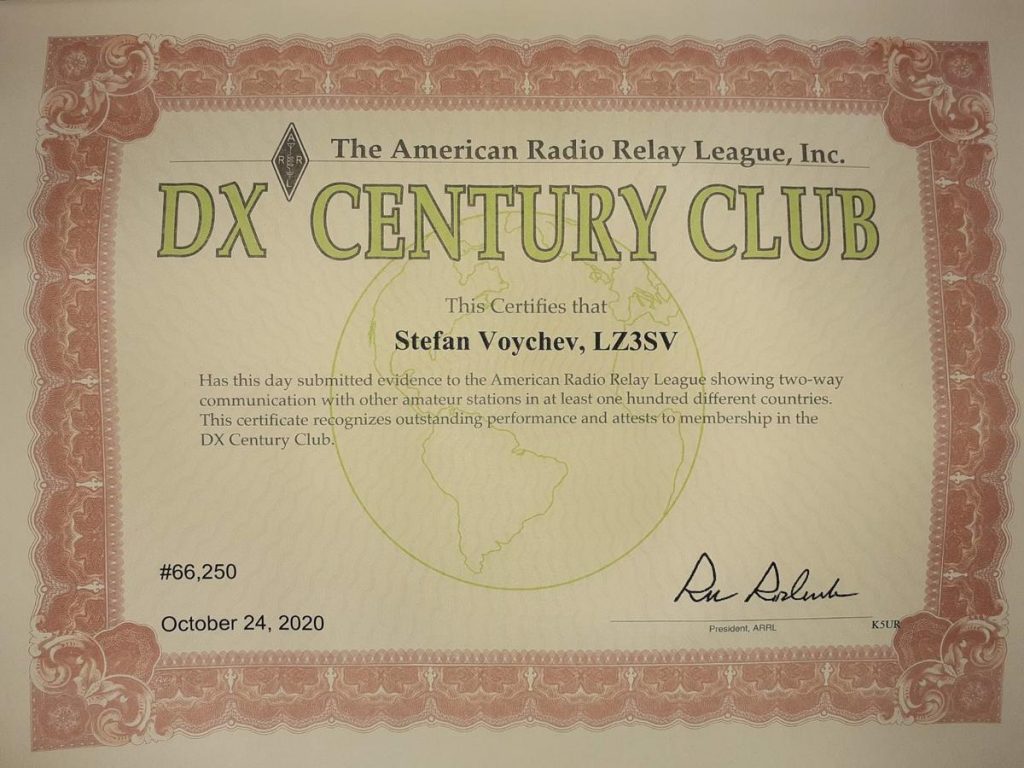 The American Radio Relay League, Inc.
DX CENTURY CLUB
This Certifies that
Stefan Voychev, LZ3SV
Has this day submitted evidence to the American Radio Relay League showing two-way
communication with other amateur stations in at least one hundred different countries.
This certificate recognizes outstanding performance and attests to membership in the
DX Century Club.
#66,250
October 24, 2020
President, ARRL
K5UR